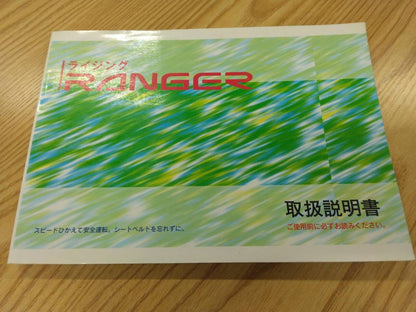 ライジング
RANGER
取扱説明書
ご使用前に必ずお読みください。
スピードひかえて安全運転、シートベルトを忘れずに。